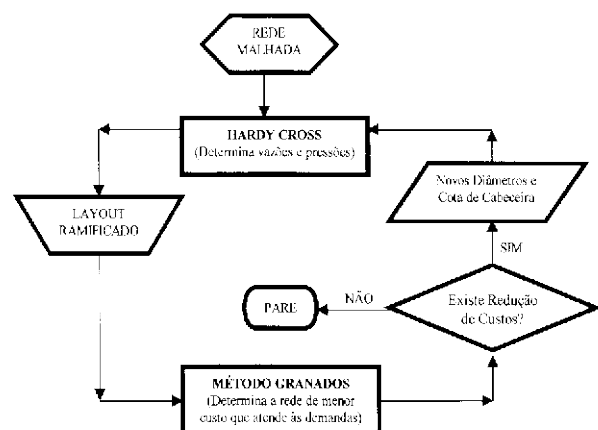 REDE
MALHADA
HARDY CROSS
(Determina vazões e pressões)
LAYOUT
RAMIFICADO
Novos Diâmetros e
Cota de Cabeceira
SIM
NÃO
PARE
Existe Redução
de Custos?
MÉTODO GRANADOS
(Determina a rede de menor
custo que atende às demandas)